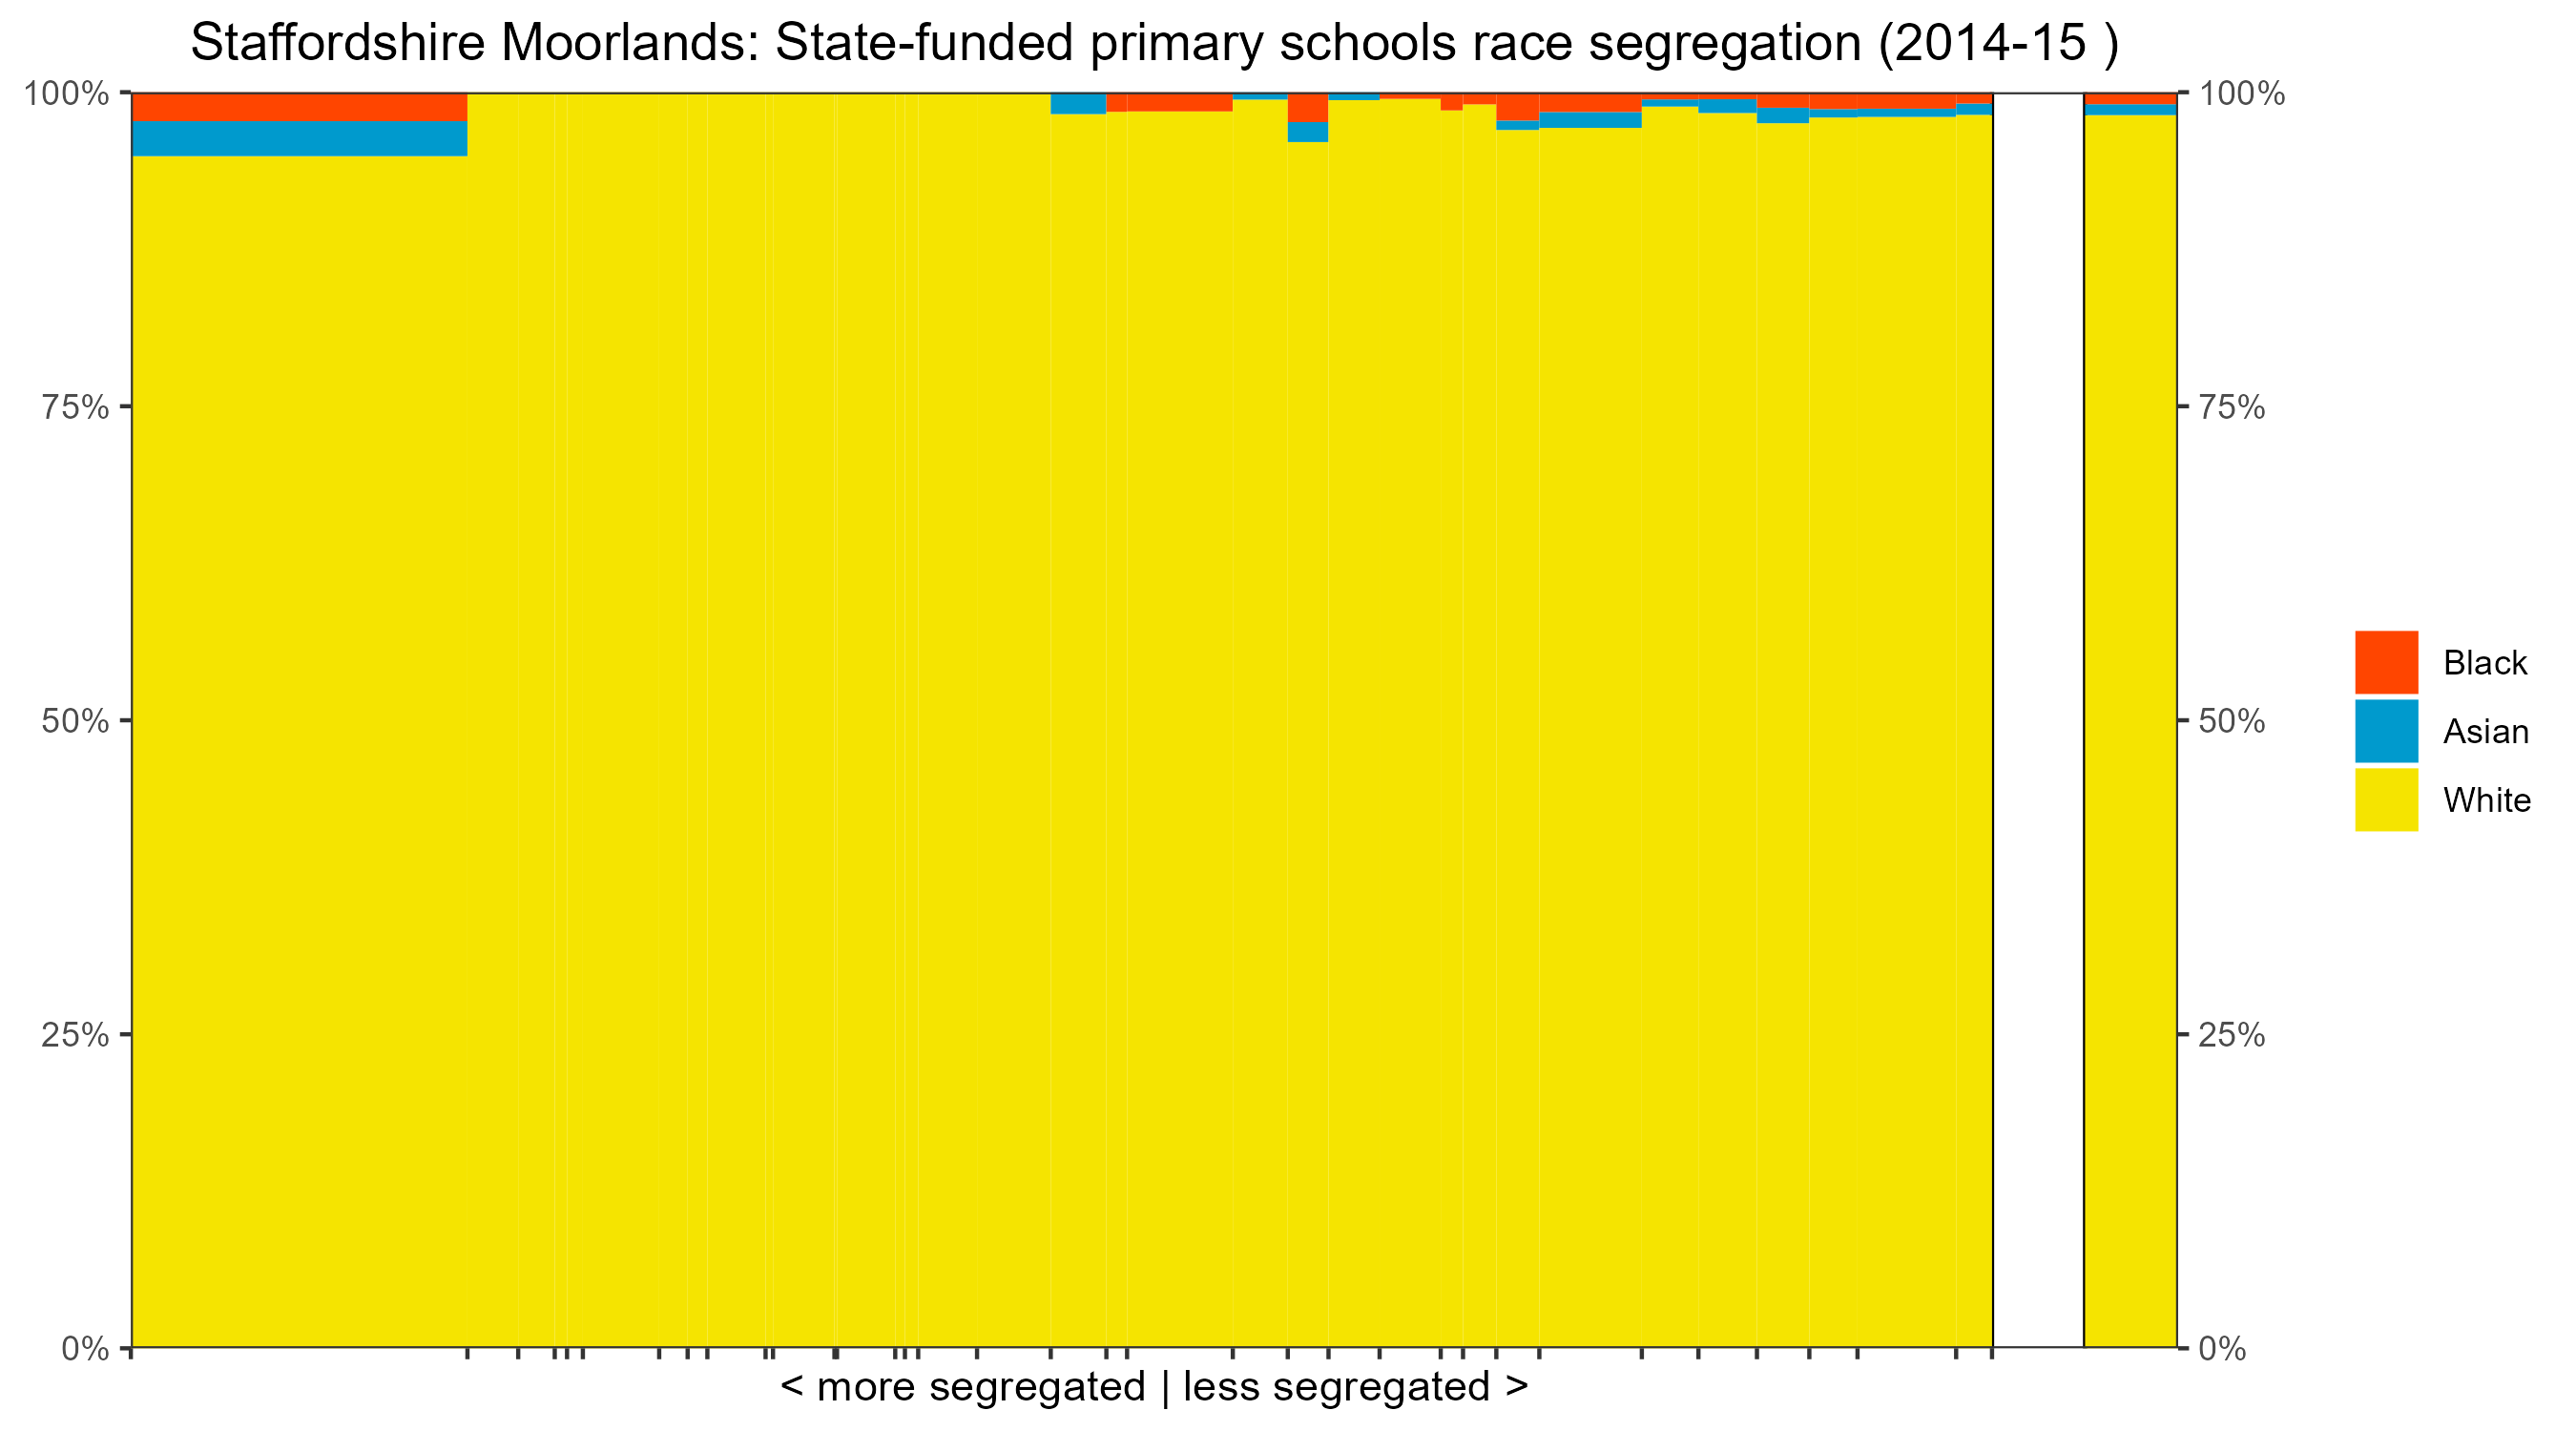 Staffordshire Moorlands: State-funded primary schools race segregation (2014-15 )
100%
75%
50%
25%
0%
100%
75%
50%
25%
0%
Black
Asian
White
< more segregated | less segregated >